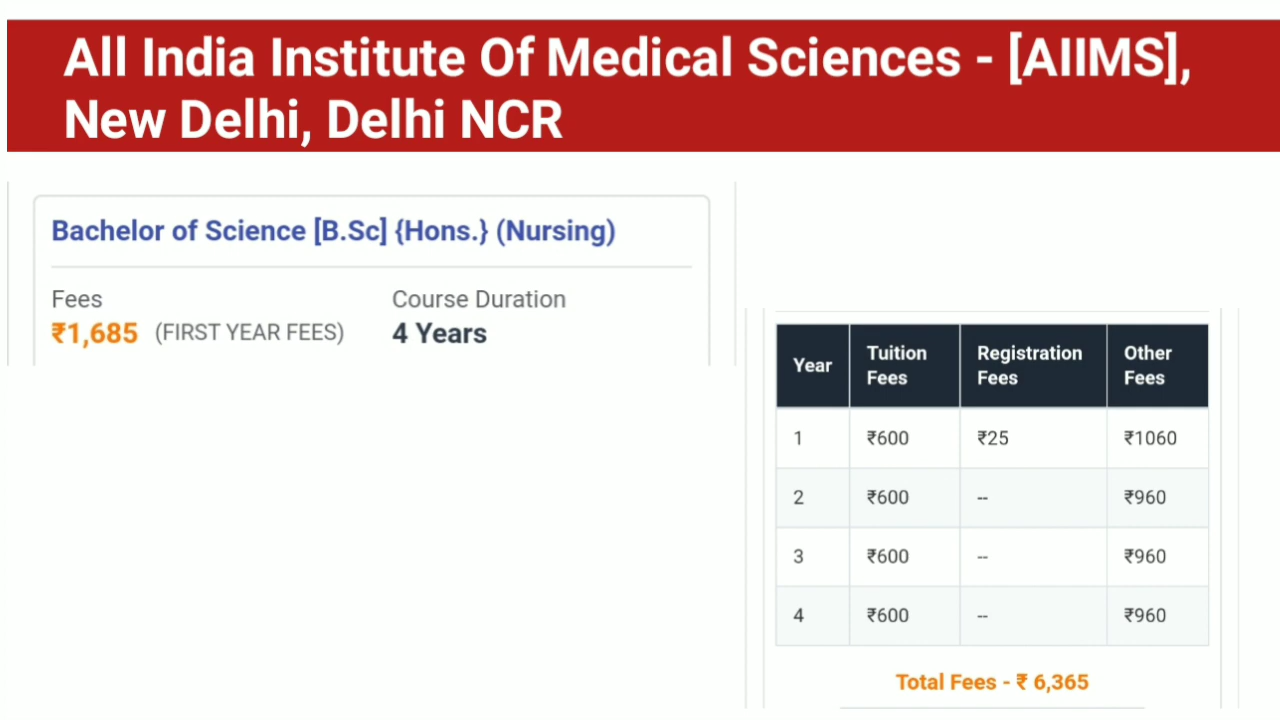 All India Institute Of Medical Sciences - [AIIMS],
New Delhi, Delhi NCR
Bachelor of Science [B.Sc] {Hons.} (Nursing)
Fees Course Duration
₹1,685 (FIRST YEAR FEES) 4 Years
Year Tuition Fees Registration Fees Other Fees
1 ₹600 ₹25 ₹1060
2 ₹600 -- ₹960
3 ₹600 -- ₹960
4 ₹600 -- ₹960
Total Fees - ₹ 6,365